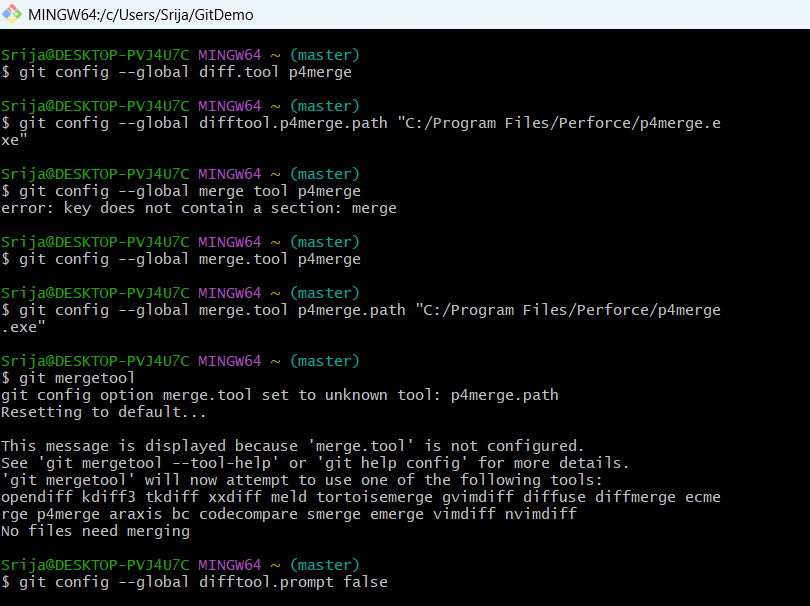 MINGW64:/c/Users/Srija/GitDemo
Srija@DESKTOP-PVJ4U7C MINGW64 ~ (master)
$ git config --global diff.tool p4merge
Srija@DESKTOP-PVJ4U7C MINGW64 ~ (master)
$ git config --global difftool.p4merge.path "C:/Program Files/Perforce/p4merge.e
xe"
Srija@DESKTOP-PVJ4U7C MINGW64 ~ (master)
$ git config --global merge tool p4merge
error: key does not contain a section: merge
Srija@DESKTOP-PVJ4U7C MINGW64 ~ (master)
$ git config --global merge.tool p4merge
Srija@DESKTOP-PVJ4U7C MINGW64 ~ (master)
$ git config --global merge.tool p4merge.path "C:/Program Files/Perforce/p4merge
.exe"
Srija@DESKTOP-PVJ4U7C MINGW64 ~ (master)
$ git mergetool
git config option merge.tool set to unknown tool: p4merge.path
Resetting to default...
This message is displayed because 'merge.tool' is not configured.
See 'git mergetool --tool-help' or 'git help config' for more details.
'git mergetool' will now attempt to use one of the following tools:
opendiff kdiff3 tkdiff xxdiff meld tortoisemerge gvimdiff diffuse diffmerge ecme
rge p4merge araxis bc codecompare smerge emerge vimdiff nvimdiff
No files need merging
Srija@DESKTOP-PVJ4U7C MINGW64 ~ (master)
$ git config --global difftool.prompt false